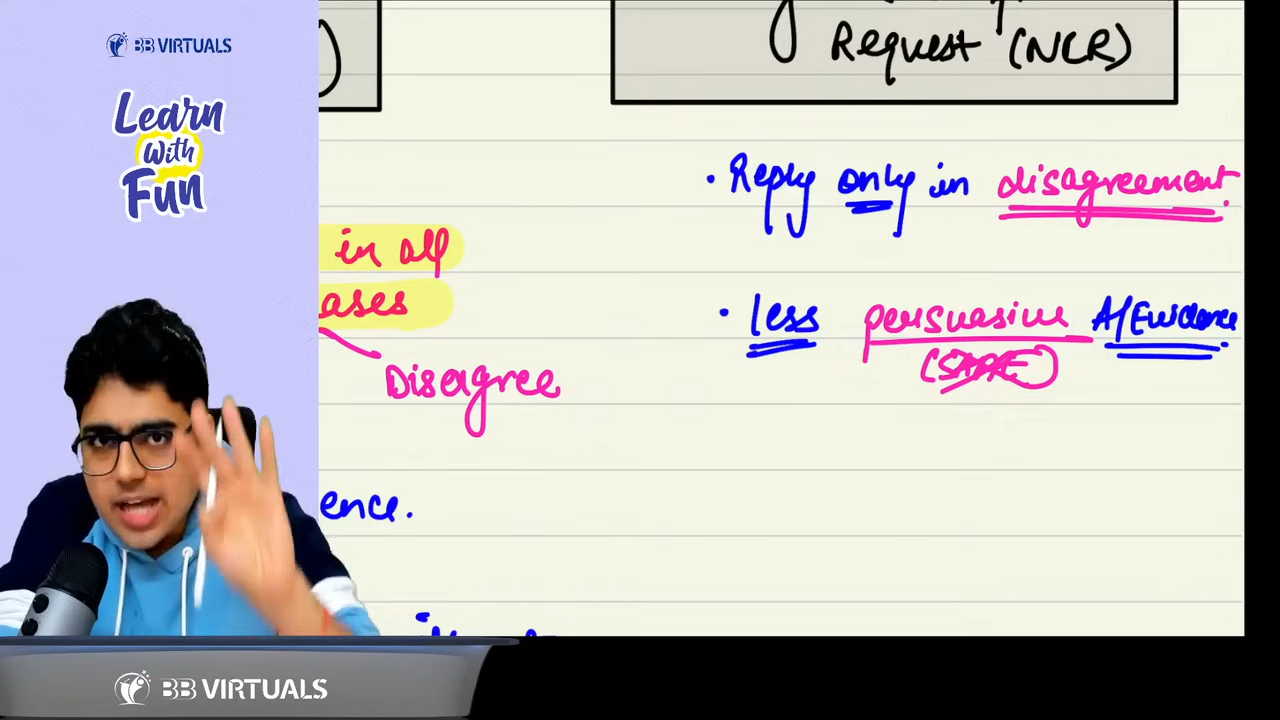 BB VIRTUALS
Learn
With
Fun
Request (NCR)
in all
ases
Disagree
ence.
. Reply only in disagreement.
. less persuasive A/Evidence
BB VIRTUALS